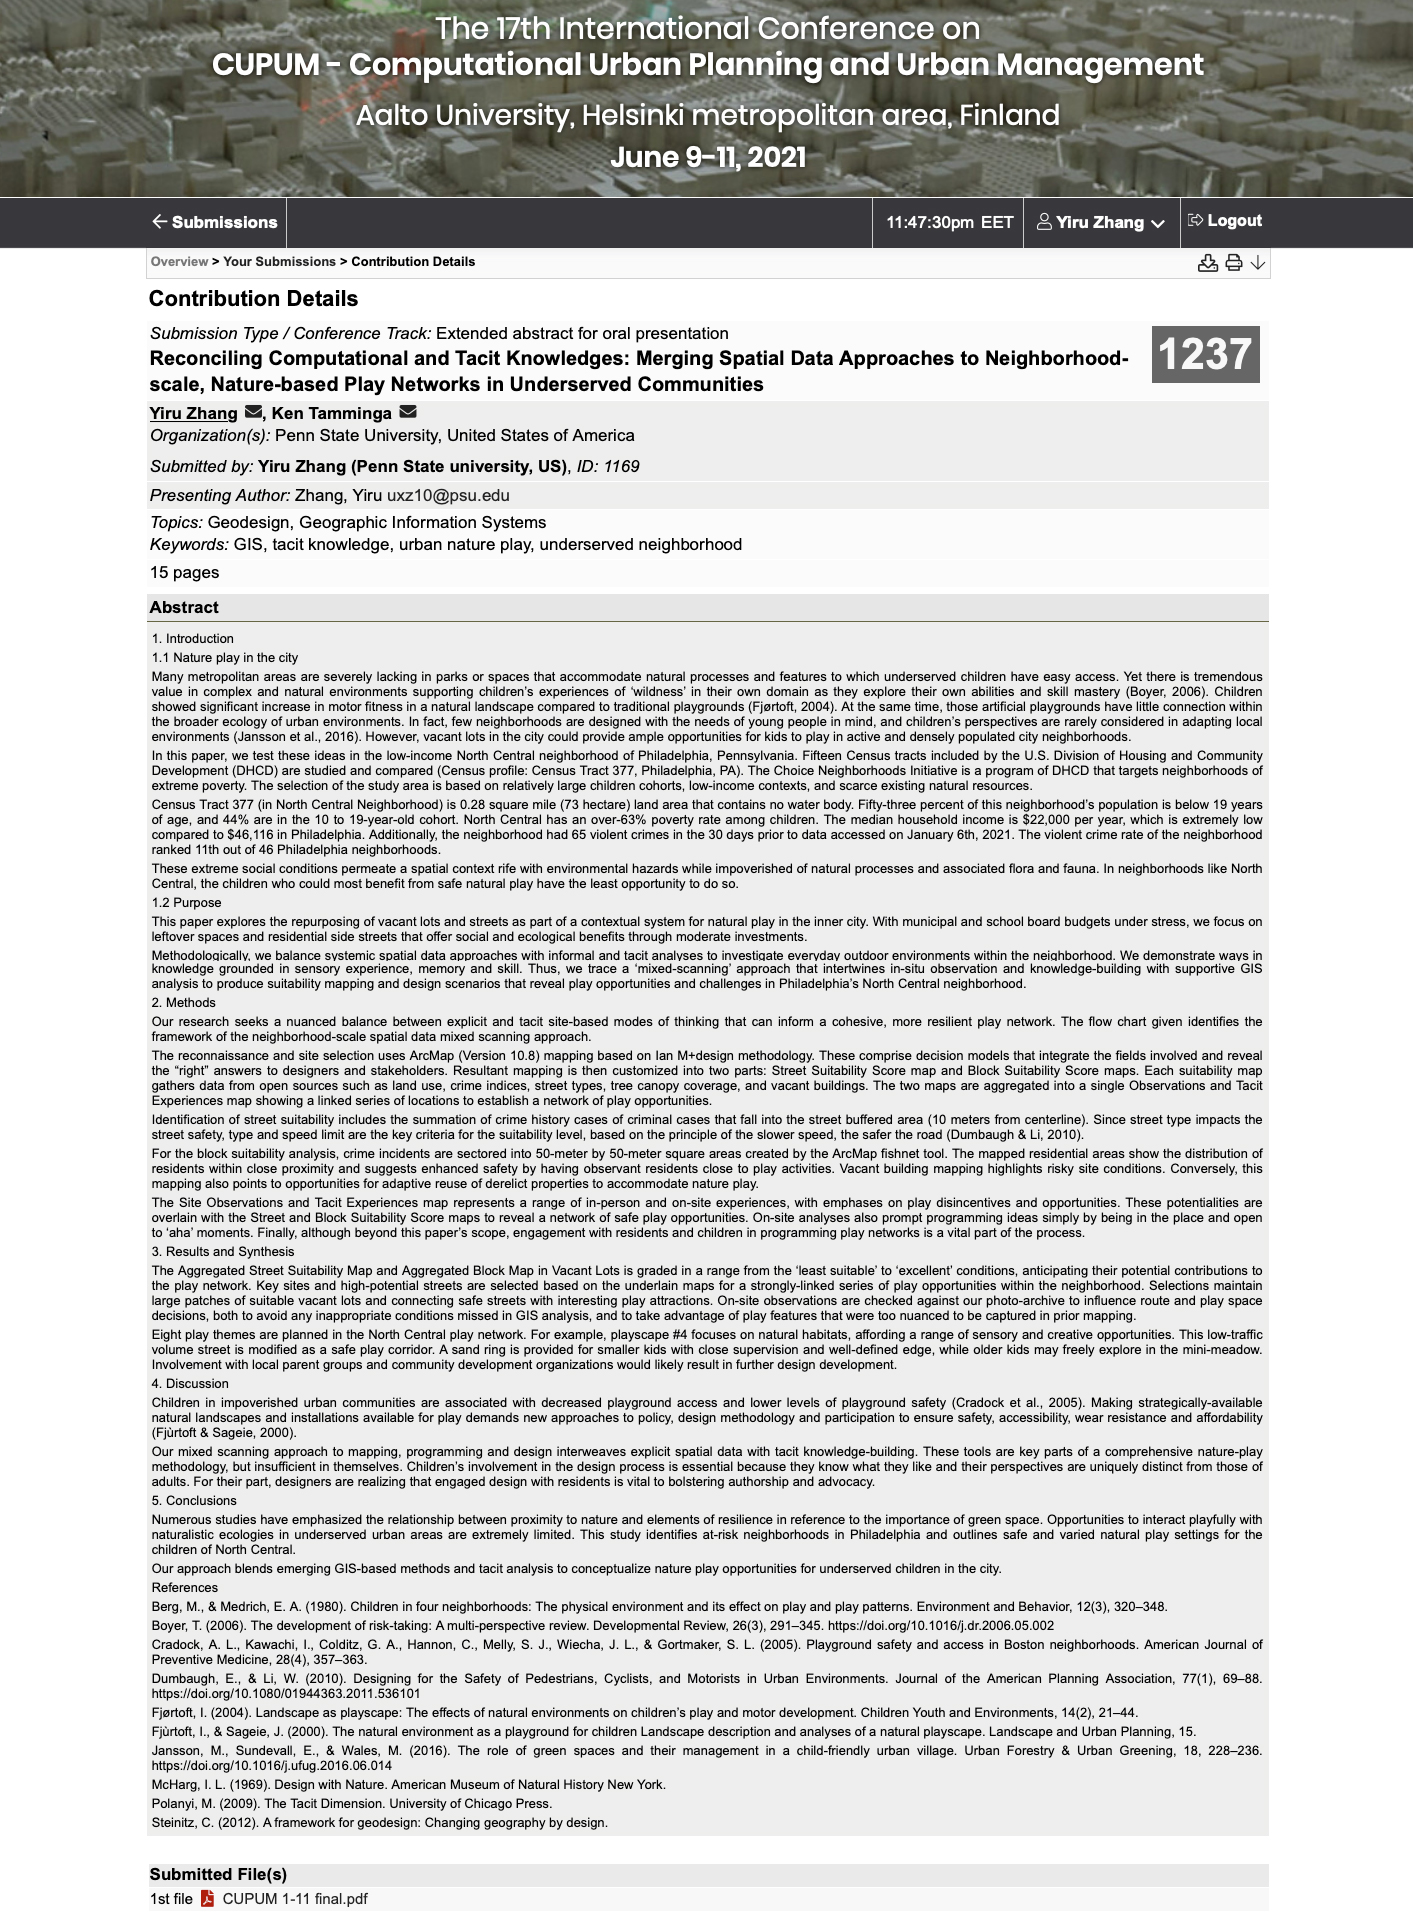 The 17th International Conference on
CUPUM - Computational Urban Planning and Urban Management
Aalto University, Helsinki metropolitan area, Finland
June 9-11, 2021
Submissions
11:47:30pm EET
Yiru Zhang
Logout
Overview > Your Submissions > Contribution Details
Contribution Details
Submission Type / Conference Track: Extended abstract for oral presentation
1237
Reconciling Computational and Tacit Knowledges: Merging Spatial Data Approaches to Neighborhood-
scale, Nature-based Play Networks in Underserved Communities
Yiru Zhang, Ken Tamminga
Organization(s): Penn State University, United States of America
Submitted by: Yiru Zhang (Penn State university, US), ID: 1169
Presenting Author: Zhang, Yiru uxz10@psu.edu
Topics: Geodesign, Geographic Information Systems
Keywords: GIS, tacit knowledge, urban nature play, underserved neighborhood
15 pages
Abstract
1. Introduction
1.1 Nature play in the city
Many metropolitan areas are severely lacking in parks or spaces that accommodate natural processes and features to which underserved children have easy access. Yet there is tremendous
value in complex and natural environments supporting children's experiences of 'wildness' in their own domain as they explore their own abilities and skill mastery (Boyer, 2006). Children
showed significant increase in motor fitness in a natural landscape compared to traditional playgrounds (Fjørtoft, 2004). At the same time, those artificial playgrounds have little connection within
the broader ecology of urban environments. In fact, few neighborhoods are designed with the needs of young people in mind, and children's perspectives are rarely considered in adapting local
environments (Jansson et al., 2016). However, vacant lots in the city could provide ample opportunities for kids to play in active and densely populated city neighborhoods.
In this paper, we test these ideas in the low-income North Central neighborhood of Philadelphia, Pennsylvania. Fifteen Census tracts included by the U.S. Division of Housing and Community
Development (DHCD) are studied and compared (Census profile: Census Tract 377, Philadelphia, PA). The Choice Neighborhoods Initiative is a program of DHCD that targets neighborhoods of
extreme poverty. The selection of the study area is based on relatively large children cohorts, low-income contexts, and scarce existing natural resources.
Census Tract 377 (in North Central Neighborhood) is 0.28 square mile (73 hectare) land area that contains no water body. Fifty-three percent of this neighborhood's population is below 19 years
of age, and 44% are in the 10 to 19-year-old cohort. North Central has an over-63% poverty rate among children. The median household income is $22,000 per year, which is extremely low
compared to $46,116 in Philadelphia. Additionally, the neighborhood had 65 violent crimes in the 30 days prior to data accessed on January 6th, 2021. The violent crime rate of the neighborhood
ranked 11th out of 46 Philadelphia neighborhoods.
These extreme social conditions permeate a spatial context rife with environmental hazards while impoverished of natural processes and associated flora and fauna. In neighborhoods like North
Central, the children who could most benefit from safe natural play have the least opportunity to do so.
1.2 Purpose
This paper explores the repurposing of vacant lots and streets as part of a contextual system for natural play in the inner city. With municipal and school board budgets under stress, we focus on
leftover spaces and residential side streets that offer social and ecological benefits through moderate investments.
Methodologically, we balance systemic spatial data approaches with informal and tacit analyses to investigate everyday outdoor environments within the neighborhood. We demonstrate ways in
knowledge grounded in sensory experience, memory and skill. Thus, we trace a 'mixed-scanning' approach that intertwines in-situ observation and knowledge-building with supportive GIS
analysis to produce suitability mapping and design scenarios that reveal play opportunities and challenges in Philadelphia's North Central neighborhood.
2. Methods
Our research seeks a nuanced balance between explicit and tacit site-based modes of thinking that can inform a cohesive, more resilient play network. The flow chart given identifies the
framework of the neighborhood-scale spatial data mixed scanning approach.
The reconnaissance and site selection uses ArcMap (Version 10.8) mapping based on Ian M+design methodology. These comprise decision models that integrate the fields involved and reveal
the "right" answers to designers and stakeholders. Resultant mapping is then customized into two parts: Street Suitability Score map and Block Suitability Score maps. Each suitability map
gathers data from open sources such as land use, crime indices, street types, tree canopy coverage, and vacant buildings. The two maps are aggregated into a single Observations and Tacit
Experiences map showing a linked series of locations to establish a network of play opportunities.
Identification of street suitability includes the summation of crime history cases of criminal cases that fall into the street buffered area (10 meters from centerline). Since street type impacts the
street safety, type and speed limit are the key criteria for the suitability level, based on the principle of the slower speed, the safer the road (Dumbaugh & Li, 2010).
For the block suitability analysis, crime incidents are sectored into 50-meter by 50-meter square areas created by the ArcMap fishnet tool. The mapped residential areas show the distribution of
residents within close proximity and suggests enhanced safety by having observant residents close to play activities. Vacant building mapping highlights risky site conditions. Conversely, this
mapping also points to opportunities for adaptive reuse of derelict properties to accommodate nature play.
The Site Observations and Tacit Experiences map represents a range of in-person and on-site experiences, with emphases on play disincentives and opportunities. These potentialities are
overlain with the Street and Block Suitability Score maps to reveal a network of safe play opportunities. On-site analyses also prompt programming ideas simply by being in the place and open
to 'aha' moments. Finally, although beyond this paper's scope, engagement with residents and children in programming play networks is a vital part of the process.
3. Results and Synthesis
The Aggregated Street Suitability Map and Aggregated Block Map in Vacant Lots is graded in a range from the 'least suitable' to 'excellent' conditions, anticipating their potential contributions to
the play network. Key sites and high-potential streets are selected based on the underlain maps for a strongly-linked series of play opportunities within the neighborhood. Selections maintain
large patches of suitable vacant lots and connecting safe streets with interesting play attractions. On-site observations are checked against our photo-archive to influence route and play space
decisions, both to avoid any inappropriate conditions missed in GIS analysis, and to take advantage of play features that were too nuanced to be captured in prior mapping.
Eight play themes are planned in the North Central play network. For example, playscape #4 focuses on natural habitats, affording a range of sensory and creative opportunities. This low-traffic
volume street is modified as a safe play corridor. A sand ring is provided for smaller kids with close supervision and well-defined edge, while older kids may freely explore in the mini-meadow.
Involvement with local parent groups and community development organizations would likely result in further design development.
4. Discussion
Children in impoverished urban communities are associated with decreased playground access and lower levels of playground safety (Cradock et al., 2005). Making strategically-available
natural landscapes and installations available for play demands new approaches to policy, design methodology and participation to ensure safety, accessibility, wear resistance and affordability
(Fjùrtoft & Sageie, 2000).
Our mixed scanning approach to mapping, programming and design interweaves explicit spatial data with tacit knowledge-building. These tools are key parts of a comprehensive nature-play
methodology, but insufficient in themselves. Children's involvement in the design process is essential because they know what they like and their perspectives are uniquely distinct from those of
adults. For their part, designers are realizing that engaged design with residents is vital to bolstering authorship and advocacy.
5. Conclusions
Numerous studies have emphasized the relationship between proximity to nature and elements of resilience in reference to the importance of green space. Opportunities to interact playfully with
naturalistic ecologies in underserved urban areas are extremely limited. This study identifies at-risk neighborhoods in Philadelphia and outlines safe and varied natural play settings for the
children of North Central.
Our approach blends emerging GIS-based methods and tacit analysis to conceptualize nature play opportunities for underserved children in the city.
References
Berg, M., & Medrich, E. A. (1980). Children in four neighborhoods: The physical environment and its effect on play and play patterns. Environment and Behavior, 12(3), 320–348.
Boyer, T. (2006). The development of risk-taking: A multi-perspective review. Developmental Review, 26(3), 291–345. https://doi.org/10.1016/j.dr.2006.05.002
Cradock, A. L., Kawachi, I., Colditz, G. A., Hannon, C., Melly, S. J., Wiecha, J. L., & Gortmaker, S. L. (2005). Playground safety and access in Boston neighborhoods. American Journal of
Preventive Medicine, 28(4), 357–363.
Dumbaugh, E., & Li, W. (2010). Designing for the Safety of Pedestrians, Cyclists, and Motorists in Urban Environments. Journal of the American Planning Association, 77(1), 69–88.
https://doi.org/10.1080/01944363.2011.536101
Fjørtoft, I. (2004). Landscape as playscape: The effects of natural environments on children's play and motor development. Children Youth and Environments, 14(2), 21–44.
Fjùrtoft, I., & Sageie, J. (2000). The natural environment as a playground for children Landscape description and analyses of a natural playscape. Landscape and Urban Planning, 15.
Jansson, M., Sundevall, E., & Wales, M. (2016). The role of green spaces and their management in a child-friendly urban village. Urban Forestry & Urban Greening, 18, 228–236.
https://doi.org/10.1016/j.ufug.2016.06.014
McHarg, I. L. (1969). Design with Nature. American Museum of Natural History New York.
Polanyi, M. (2009). The Tacit Dimension. University of Chicago Press.
Steinitz, C. (2012). A framework for geodesign: Changing geography by design.
Submitted File(s)
1st file CUPUM 1-11 final.pdf